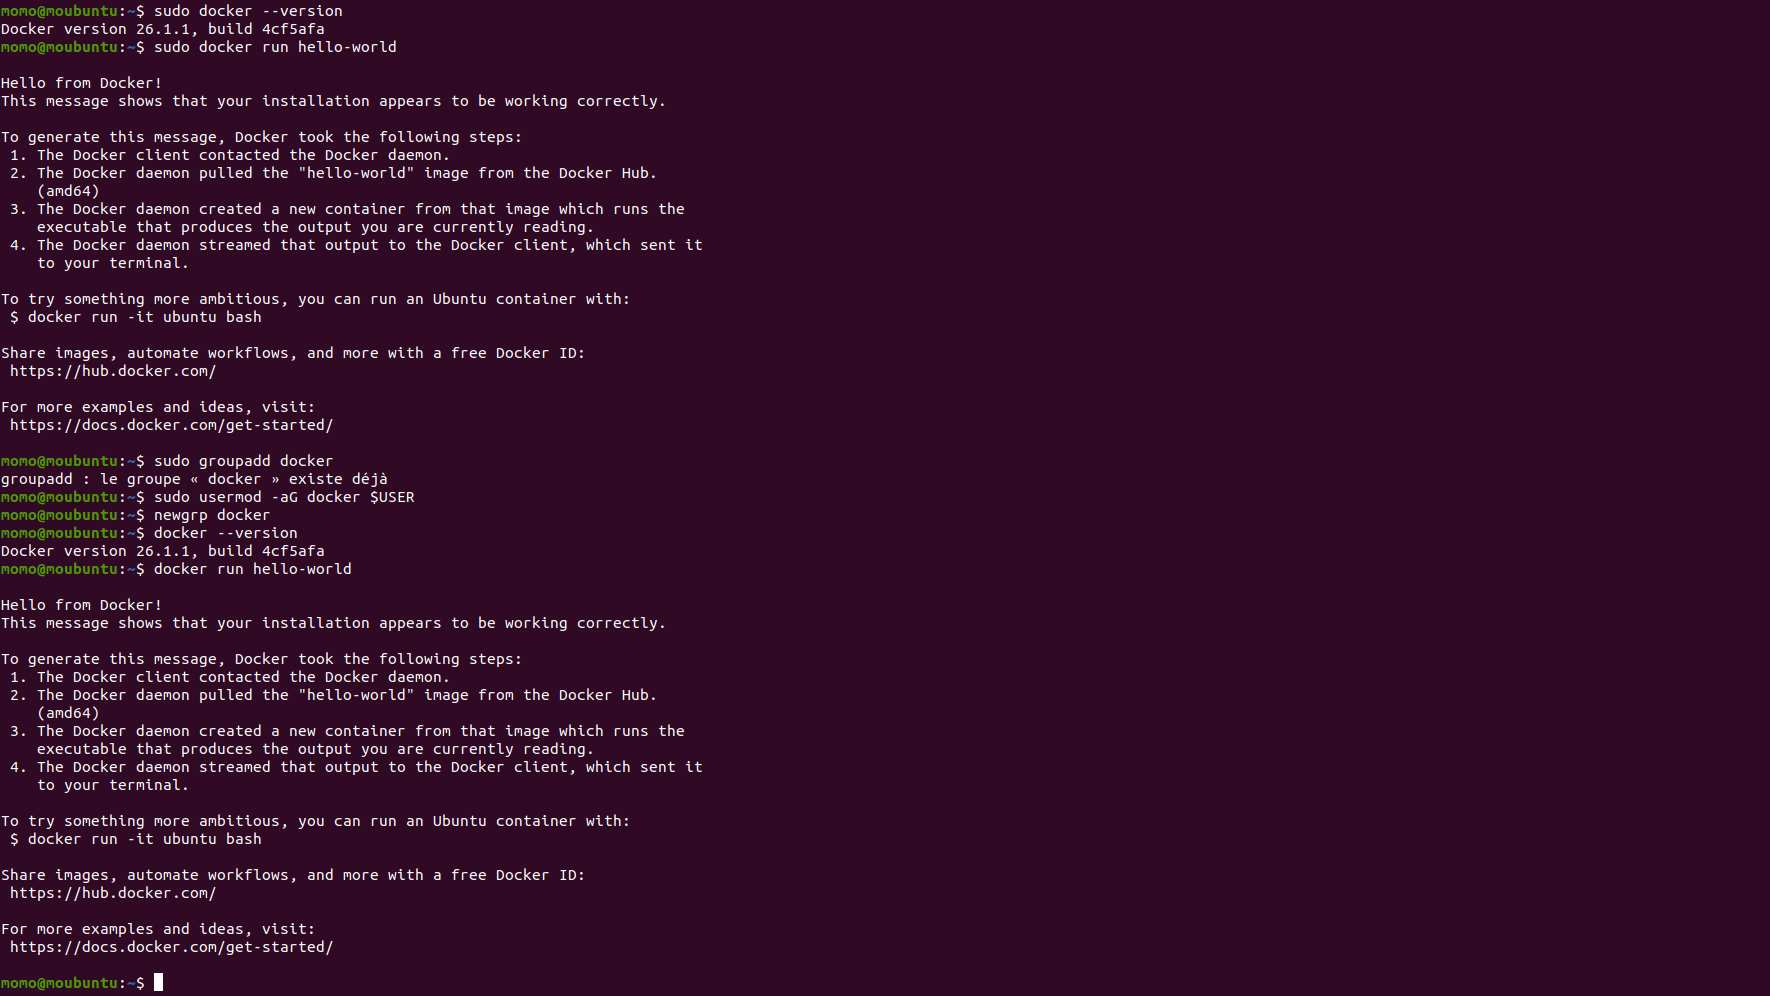 momo@moubuntu:~$ sudo docker --version
Docker version 26.1.1, build 4cf5afa
momo@moubuntu:~$ sudo docker run hello-world
Hello from Docker!
This message shows that your installation appears to be working correctly.
To generate this message, Docker took the following steps:
1. The Docker client contacted the Docker daemon.
2. The Docker daemon pulled the "hello-world" image from the Docker Hub.
(amd64)
3. The Docker daemon created a new container from that image which runs the
executable that produces the output you are currently reading.
4. The Docker daemon streamed that output to the Docker client, which sent it
to your terminal.
To try something more ambitious, you can run an Ubuntu container with:
$ docker run -it ubuntu bash
Share images, automate workflows, and more with a free Docker ID:
https://hub.docker.com/
For more examples and ideas, visit:
https://docs.docker.com/get-started/
momo@moubuntu:~$ sudo groupadd docker
groupadd : le groupe « docker » existe déjà
momo@moubuntu:~$ sudo usermod -aG docker $USER
momo@moubuntu:~$ newgrp docker
momo@moubuntu:~$ docker --version
Docker version 26.1.1, build 4cf5afa
momo@moubuntu:~$ docker run hello-world
Hello from Docker!
This message shows that your installation appears to be working correctly.
To generate this message, Docker took the following steps:
1. The Docker client contacted the Docker daemon.
2. The Docker daemon pulled the "hello-world" image from the Docker Hub.
(amd64)
3. The Docker daemon created a new container from that image which runs the
executable that produces the output you are currently reading.
4. The Docker daemon streamed that output to the Docker client, which sent it
to your terminal.
To try something more ambitious, you can run an Ubuntu container with:
$ docker run -it ubuntu bash
Share images, automate workflows, and more with a free Docker ID:
https://hub.docker.com/
For more examples and ideas, visit:
https://docs.docker.com/get-started/
momo@moubuntu:~$